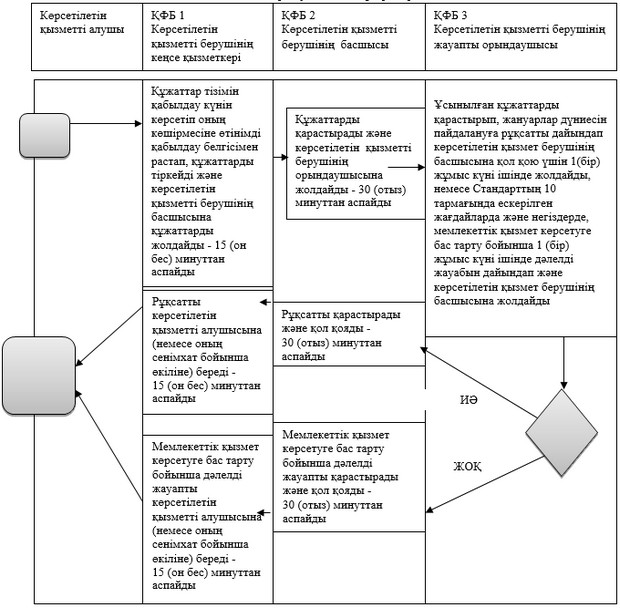 Көрсетілетін
қызметті алушы
ҚФБ 1
Көрсетілетін
қызметті берушінің
кеңсе қызметкері
ҚФБ 2
Көрсетілетін қызметті
берушінің басшысы
ҚФБ 3
Көрсетілетін қызметті берушінің
жауапты орындаушысы
Құжаттар тізімін
қабылдау күнін
көрсетіп оның
көшірмесіне өтінімді
қабылдау белгісімен
растап, құжаттарды
тіркейді және
көрсетілетін
қызметті берушінің
басшысына
құжаттарды
жолдайды - 15 (он
бес) минуттан
аспайды
Құжаттарды
қарастырады және
көрсетілетін қызметті
берушінің
орындаушысына
жолдайды - 30 (отыз)
минуттан аспайды
Ұсынылған құжаттарды
қарастырып, жануарлар дүниесін
пайдалануға рұқсатты дайындап
көрсетілетін қызмет берушінің
басшысына қол қою үшін 1(бір)
жұмыс күні ішінде жолдайды,
немесе Стандарттың 10
тармағында ескерілген
жағдайларда және негіздерде,
мемлекеттік қызмет көрсетуге
бас тарту бойынша 1 (бір)
жұмыс күні ішінде дәлелді
жауабын дайындап және
көрсетілетін қызмет берушінің
басшысына жолдайды
Рұқсатты
көрсетілетін
қызметті алушысына
(немесе оның
сенімхат бойынша
өкіліне) береді -
15 (он бес) минуттан
аспайды
Рұқсатты қарастырады
және қол қояды -
30 (отыз) минуттан
аспайды
ИӘ
ЖОҚ
Мемлекеттік қызмет
көрсетуге бас тарту
бойынша дәлелді
жауапты
көрсетілетін
қызметті алушысына
(немесе оның
сенімхат бойынша
өкіліне) береді -
15 (он бес) минуттан
аспайды
Мемлекеттік қызмет
көрсетуге бас тарту
бойынша дәлелді
жауапты қарастырады
және қол қояды -
30 (отыз) минуттан
аспайды